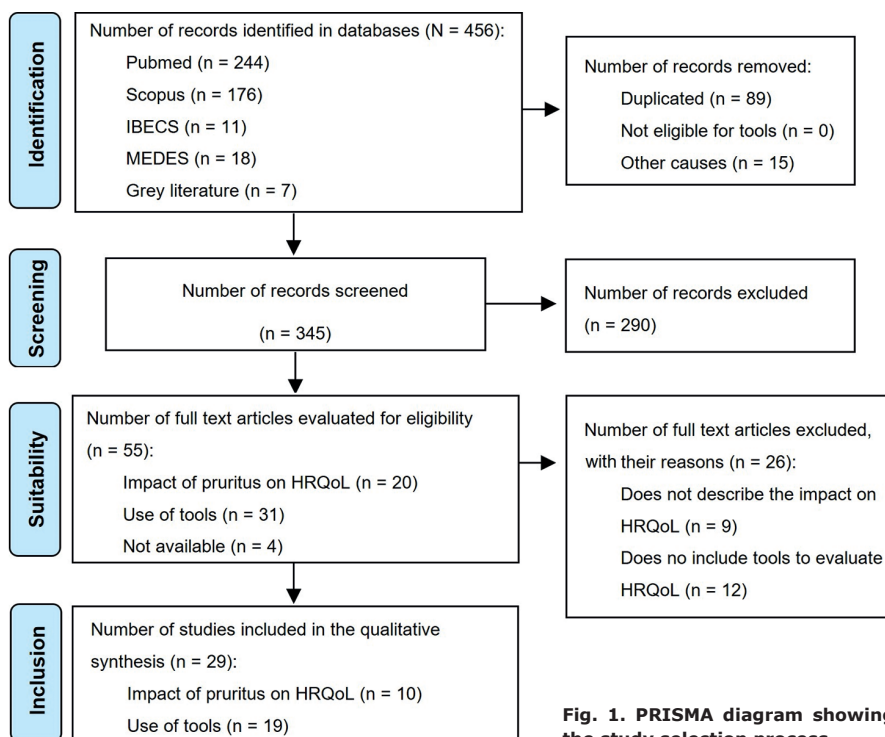 Identification
Number of records identified in databases (N = 456):
Pubmed (n = 244)
Scopus (n = 176)
IBECS (n = 11)
MEDES (n = 18)
Grey literature (n = 7)
Number of records removed:
Duplicated (n = 89)
Not eligible for tools (n = 0)
Other causes (n = 15)
Screening
Number of records screened
(n = 345)
Number of records excluded
(n = 290)
Suitability
Number of full text articles evaluated for eligibility
(n = 55):
Impact of pruritus on HRQoL (n = 20)
Use of tools (n = 31)
Not available (n = 4)
Number of full text articles excluded,
with their reasons (n = 26):
Does not describe the impact on
HRQoL (n = 9)
Does no include tools to evaluate
HRQoL (n = 12)
Inclusion
Number of studies included in the qualitative
synthesis (n = 29):
Impact of pruritus on HRQoL (n = 10)
Use of tools (n = 19)
Fig. 1. PRISMA diagram showing
the study selection process